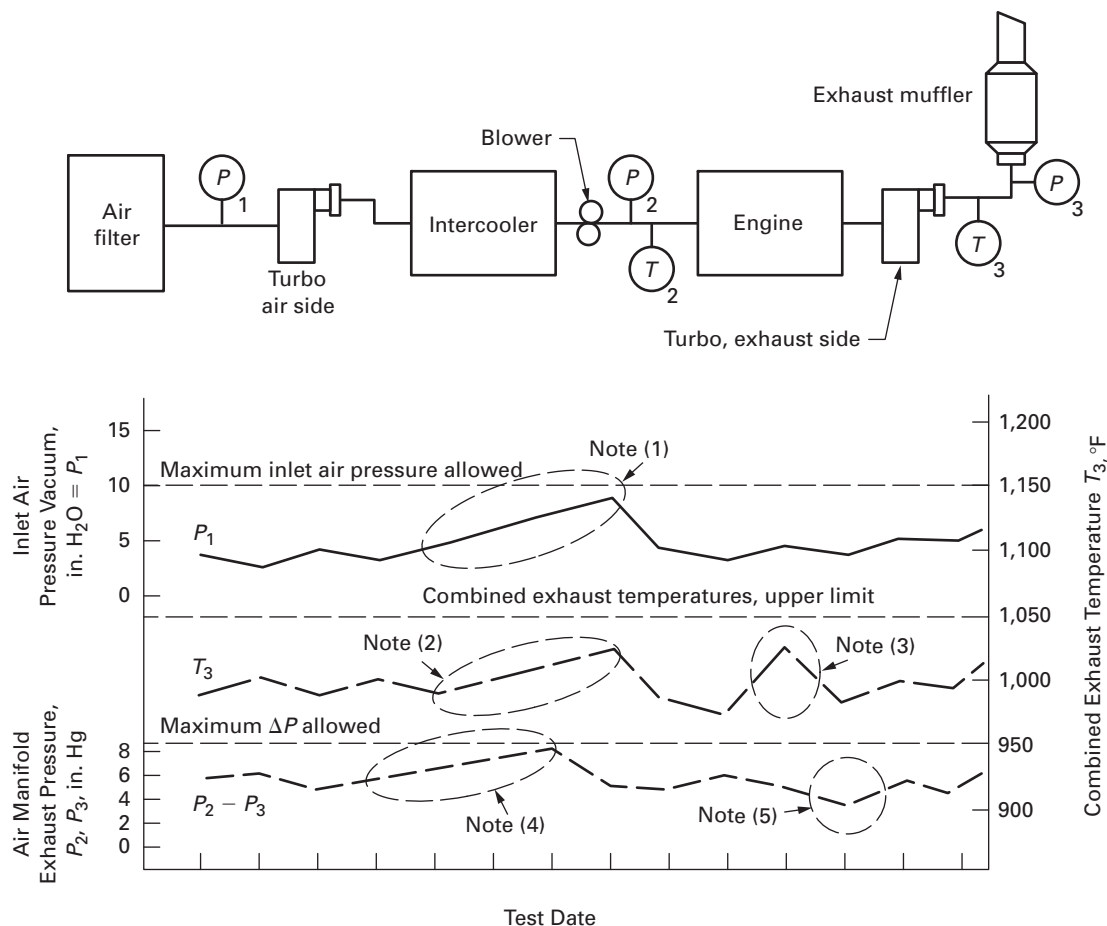 Exhaust muffler
Blower
P
1
P
2
P
3
Air
filter
Intercooler
Engine
T
2
T
3
Turbo
air side
Turbo, exhaust side
Inlet Air
Pressure Vacuum,
in. H₂O = P₁
15
10
5
0
Maximum inlet air pressure allowed
Note (1)
P₁
Combined exhaust temperatures, upper limit
Note (2)
Note (3)
T₃
Maximum ΔP allowed
Air Manifold
Exhaust Pressure,
P₂, P₃, in. Hg
8
6
4
2
0
P₂ − P₃
Note (4)
Note (5)
1,200
1,150
1,100
1,050
1,000
950
900
Combined Exhaust Temperature T₃, °F
Test Date